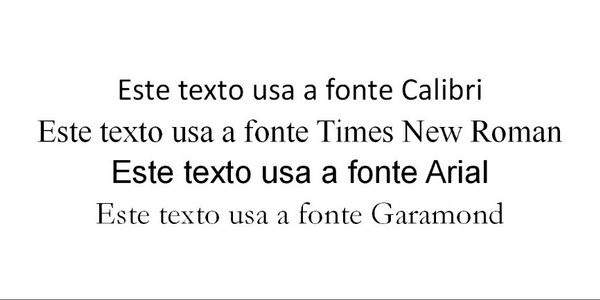 Este texto usa a fonte Calibri
Este texto usa a fonte Times New Roman
Este texto usa a fonte Arial
Este texto usa a fonte Garamond